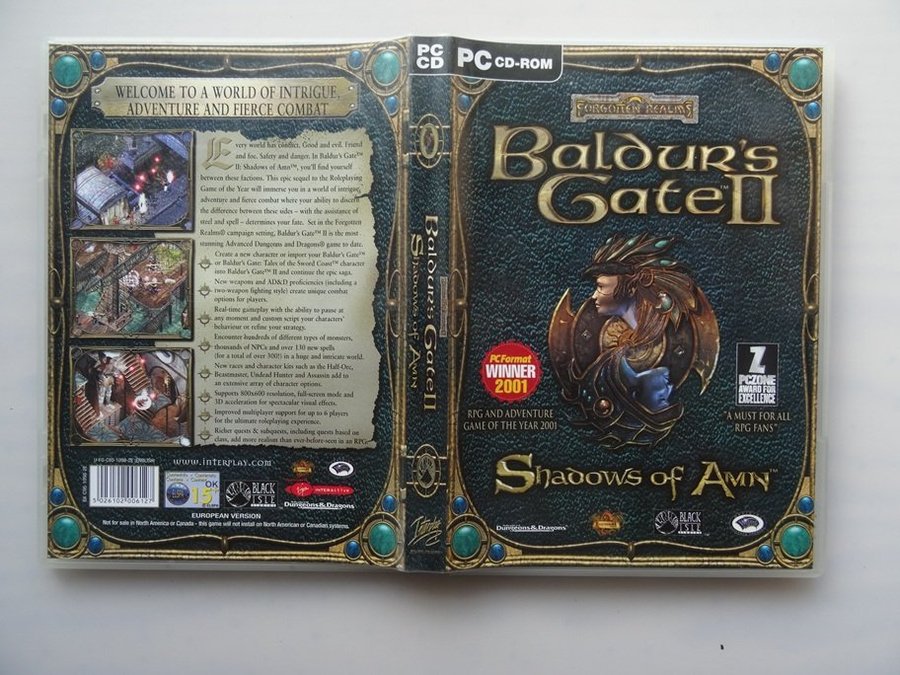 WELCOME TO A WORLD OF INTRIGUE,
ADVENTURE AND FIERCE COMBAT
Every world has conflict, Good and evil. Friend
and foe. Safety and danger. In Baldur's Gate™
II: Shadows of Amn™, you'll find yourself
between these factions. This epic sequel to the Roleplaying
Game of the Year will immerse you in a world of intrigue,
adventure and fierce combat where your ability to discern
the difference between these sides – with the assistance of
steel and spell – determines your fate. Set in the Forgotten
Realms® campaign setting, Baldur's Gate™ II is the most
stunning Advanced Dungeons and Dragons® game to date.
Create a new character or import your Baldur's Gate™
or Baldur's Gate: Tales of the Sword Coast™ character
into Baldur's Gate™ II and continue the epic saga.
New weapons and AD&D proficiencies (including a
two-weapon fighting style) create unique combat
options for players.
Real-time gameplay with the ability to pause at
any moment and custom script your characters'
behaviour or refine your strategy.
Encounter hundreds of different types of monsters,
thousands of NPCs and over 130 new spells
(for a total of over 300!) in a huge and intricate world.
New races and character kits such as the Half-Orc,
Beastmaster, Undead Hunter and Assassin add to
an extensive array of character options.
Supports 800x600 resolution, full-screen mode and
3D acceleration for spectacular visual effects.
Improved multiplayer support for up to 6 players
for the ultimate roleplaying experience.
Richer quests & subquests, including quests based on
class, add more realism than ever-before-seen in an RPG.
www.interplay.com
5 026102 006127
15
OK
BLACK
ISLE
STUDIOS
Virgin INTERACTIVE
Advanced
Dungeons & Dragons
EUROPEAN VERSION
Not for sale in North America or Canada - this game will not install on North American or Canadian systems.
PC
CD
Baldur's Gate II
Shadows of Amn
Interplay
PC CD-ROM
FORGOTTEN REALMS
Baldur's
Gate™ II
PC Format
WINNER
2001
RPG AND ADVENTURE
GAME OF THE YEAR 2001
Z
PCZONE
AWARD FOR
EXCELLENCE
"A MUST FOR ALL
RPG FANS"
Shadows of Amn™
Advanced
Dungeons & Dragons
BLACK
ISLE
STUDIOS